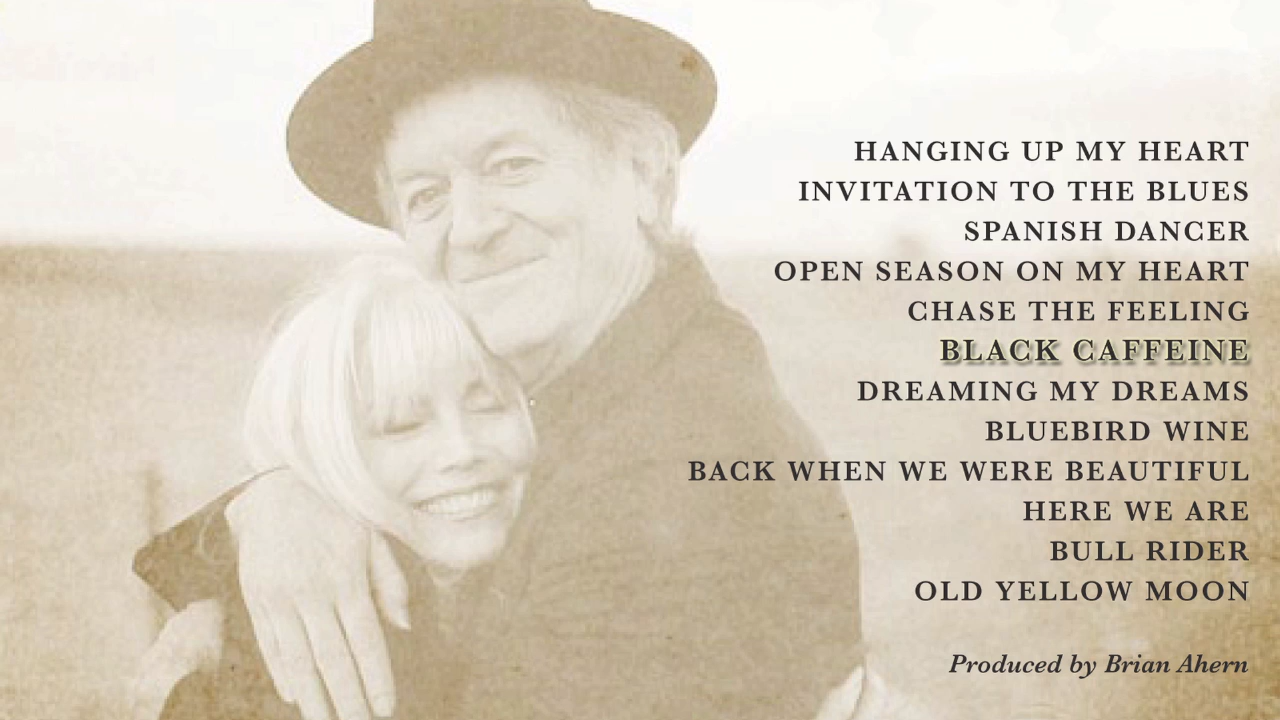 HANGING UP MY HEART
INVITATION TO THE BLUES
SPANISH DANCER
OPEN SEASON ON MY HEART
CHASE THE FEELING
BLACK CAFFEINE
DREAMING MY DREAMS
BLUEBIRD WINE
BACK WHEN WE WERE BEAUTIFUL
HERE WE ARE
BULL RIDER
OLD YELLOW MOON
Produced by Brian Ahern